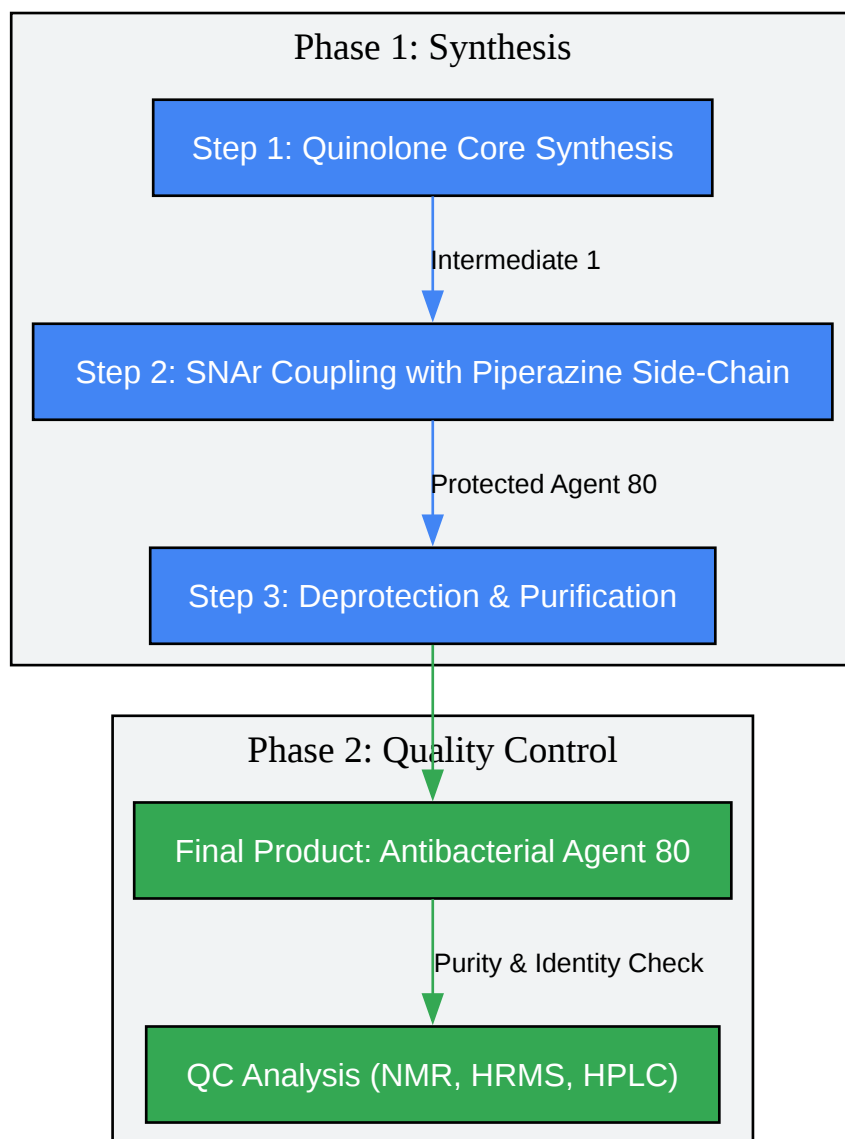 Phase 1: Synthesis
Step 1: Quinolone Core Synthesis
Intermediate 1
Step 2: SNAr Coupling with Piperazine Side-Chain
Protected Agent 80
Step 3: Deprotection & Purification
Phase 2: Quality Control
Final Product: Antibacterial Agent 80
Purity & Identity Check
QC Analysis (NMR, HRMS, HPLC)